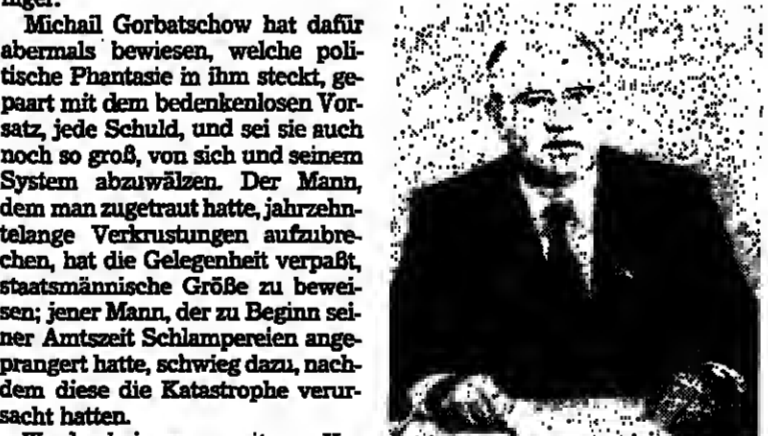 Michail Gorbatschow hat dafür
abermals bewiesen, welche poli-
tische Phantasie in ihm steckt, ge-
paart mit dem bedenkenlosen Vor-
satz, jede Schuld, und sei sie auch
noch so groß, von sich und seinem
System abzuwälzen. Der Mann,
dem man zugetraut hatte, jahrzehn-
telange Verkrustungen aufzubre-
chen, hat die Gelegenheit verpaßt,
staatsmännische Größe zu bewei-
sen; jener Mann, der zu Beginn sei-
ner Amtszeit Schlampereien ange-
prangert hatte, schwieg dazu, nach-
dem diese die Katastrophe verur-
sacht hatten.